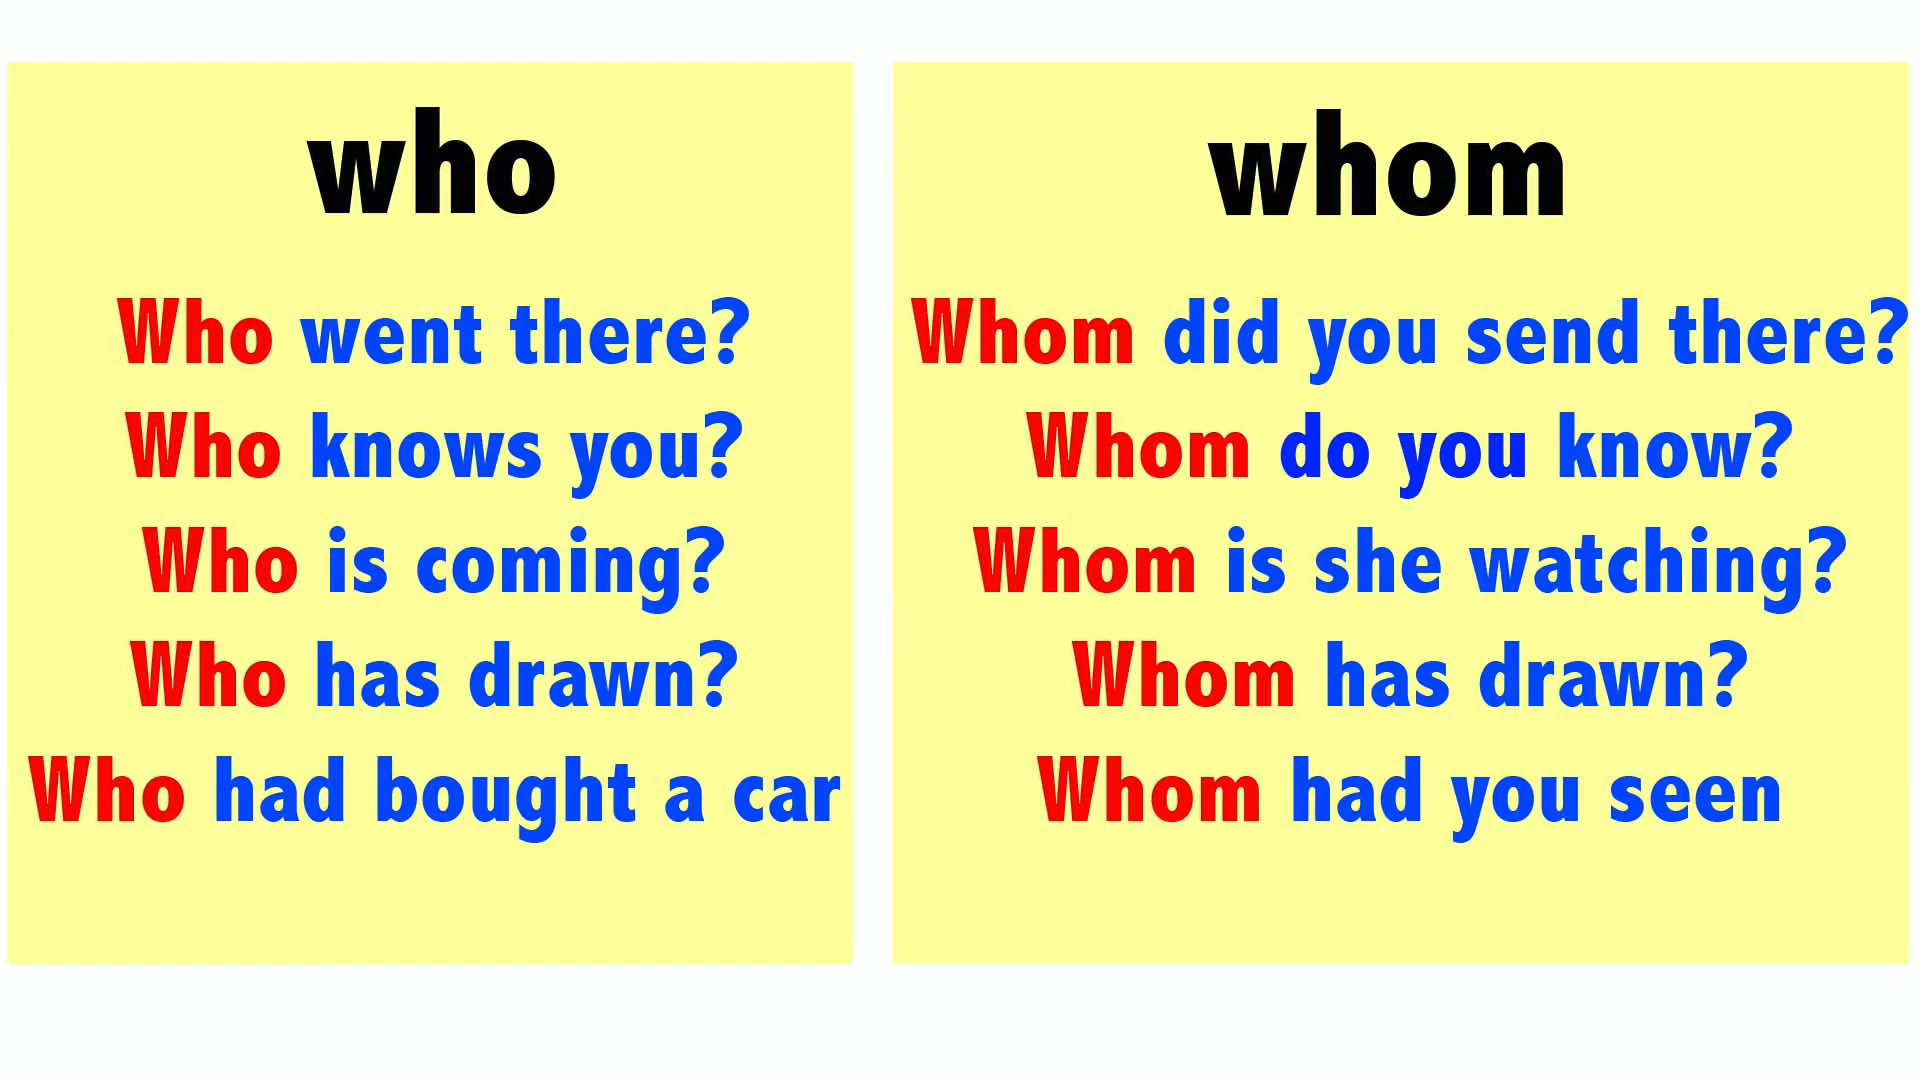 who
Who went there?
Who knows you?
Who is coming?
Who has drawn?
Who had bought a car
whom
Whom did you send there?
Whom do you know?
Whom is she watching?
Whom has drawn?
Whom had you seen